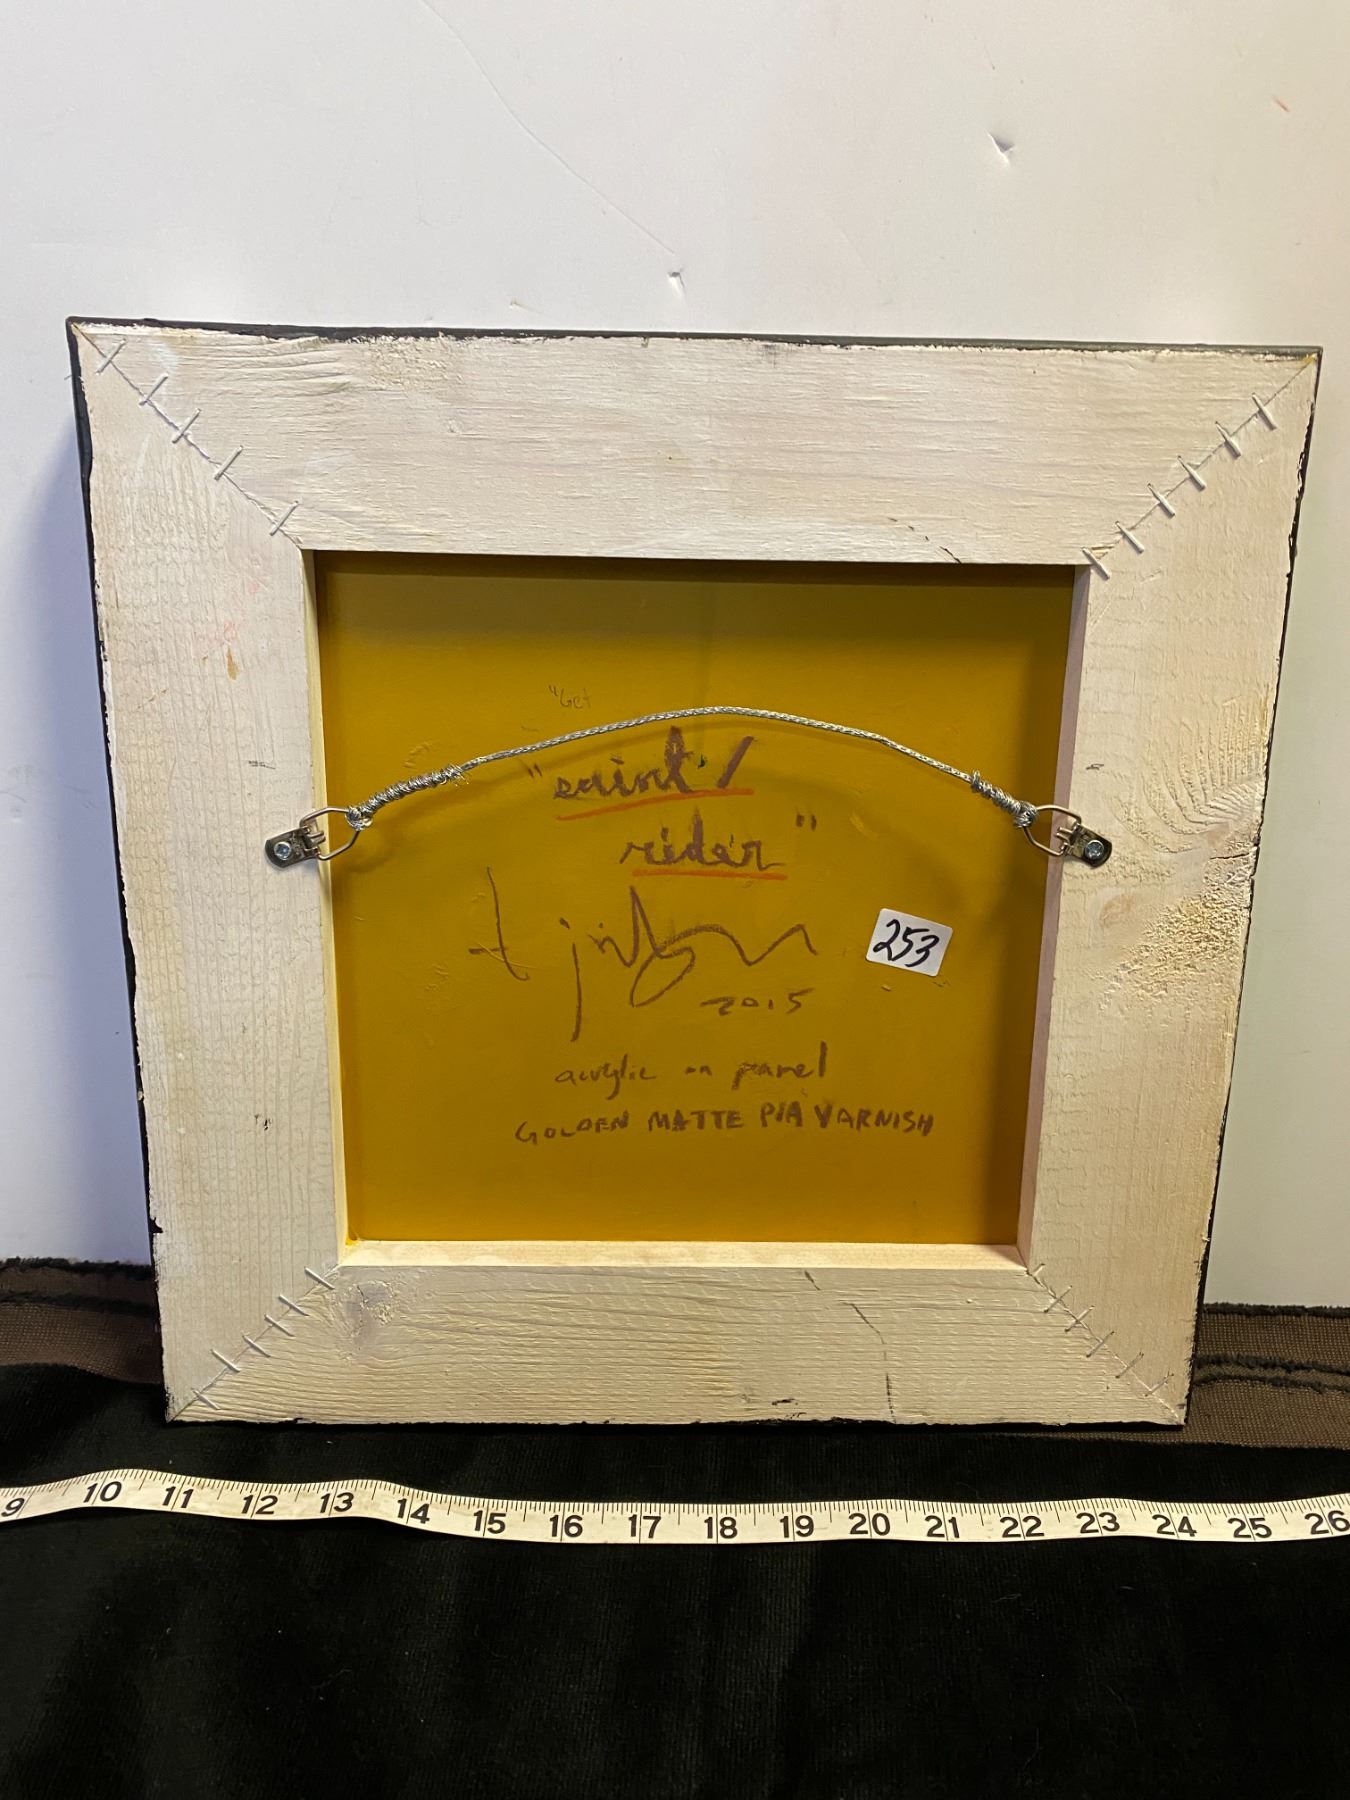 "Get
"saint /
rider"
2015
253
acrylic on panel
GOLDEN MATTE PIA VARNISH
9 10 11 12 13 14 15 16 17 18 19 20 21 22 23 24 25 26